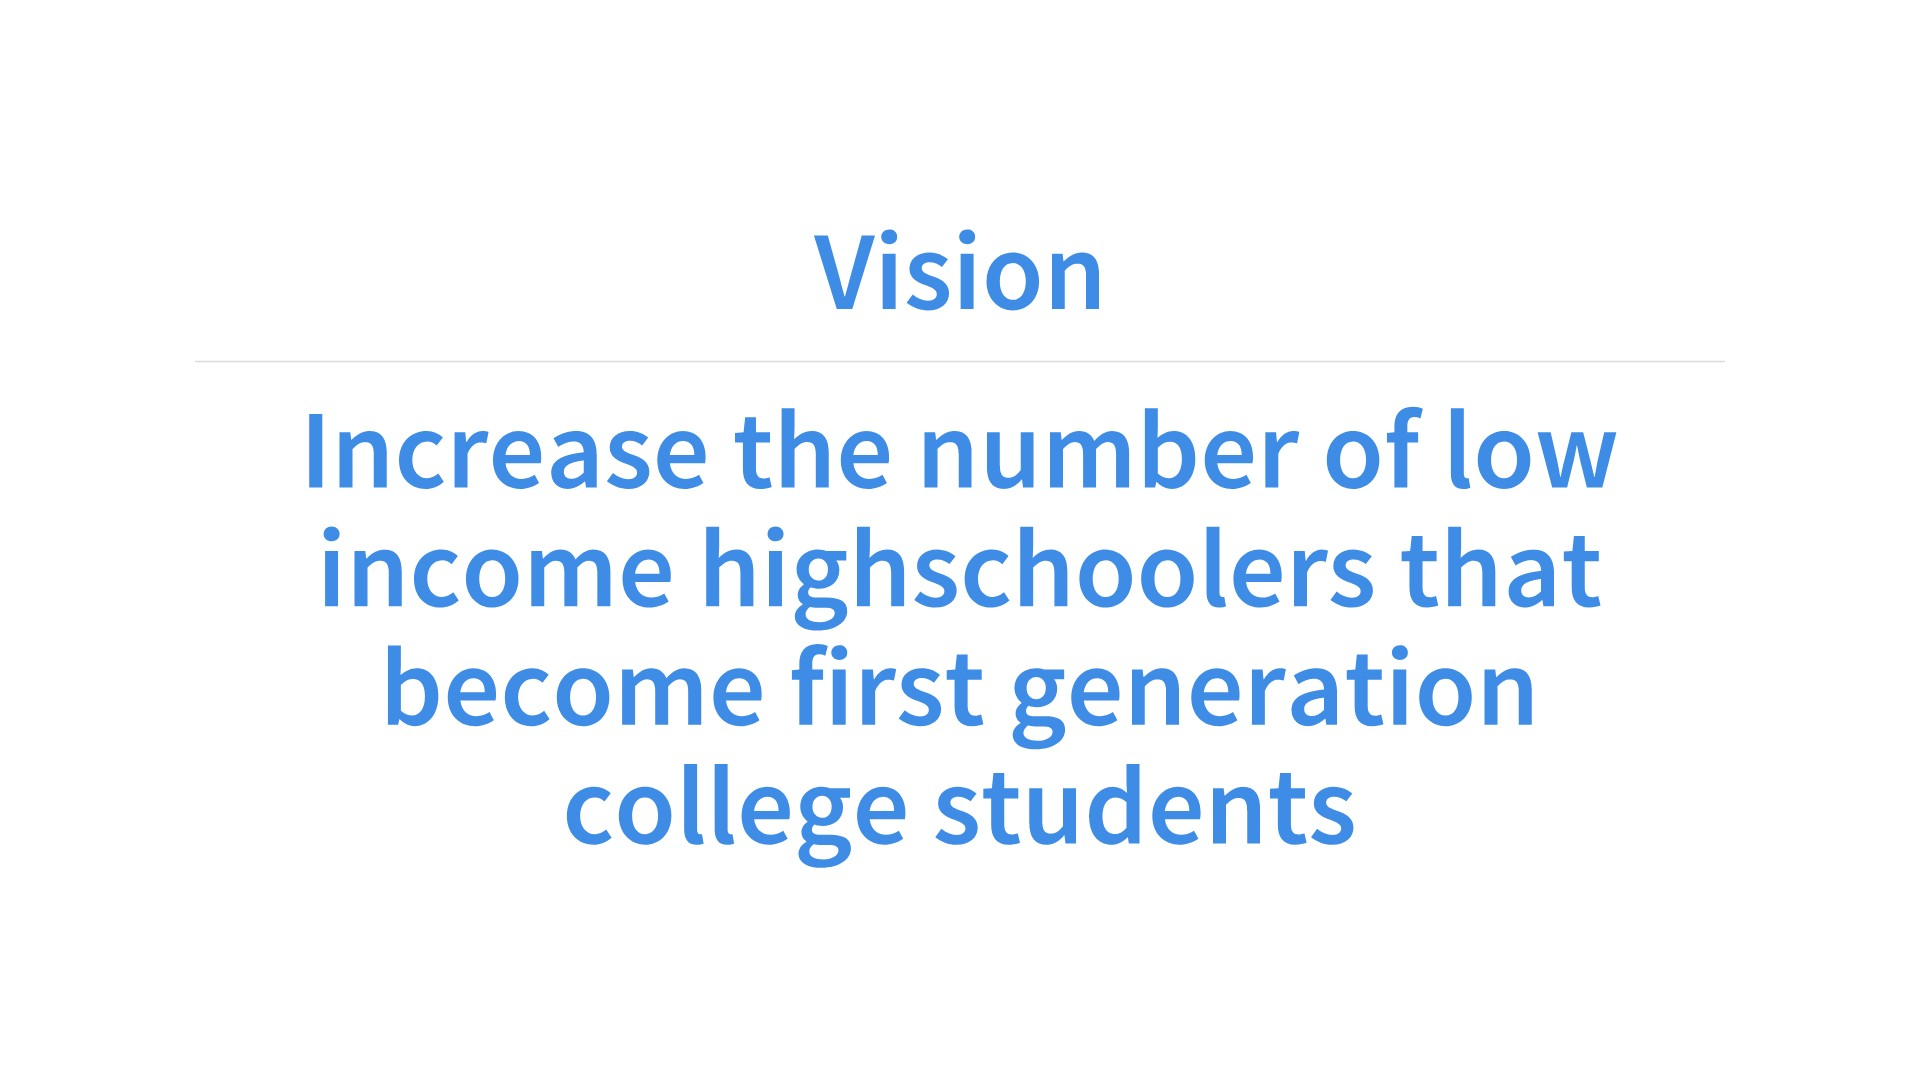 Vision
Increase the number of low
income highschoolers that
become first generation
college students